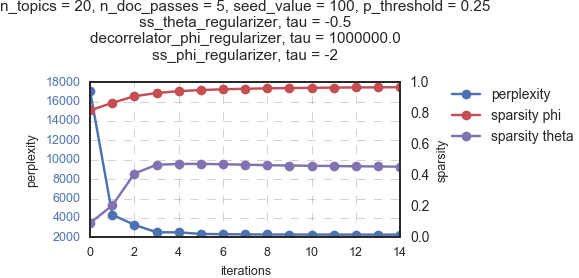 n_topics = 20, n_doc_passes = 5, seed_value = 100, p_threshold = 0.25
ss_theta_regularizer, tau = -0.5
decorrelator_phi_regularizer, tau = 1000000.0
ss_phi_regularizer, tau = -2
18000
16000
14000
12000
10000
8000
6000
4000
2000
perplexity
1.0
0.8
0.6
0.4
0.2
0.0
sparsity
0 2 4 6 8 10 12 14
iterations
perplexity
sparsity phi
sparsity theta